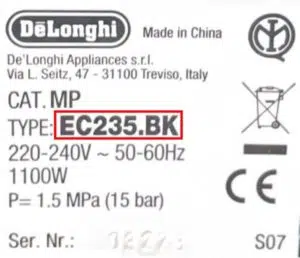 DeLonghi
Made in China
De'Longhi Appliances s.r.l.
Via L. Seitz, 47 - 31100 Treviso, Italy
CAT. MP
TYPE: EC235.BK
220-240V ~ 50-60Hz
1100W
P= 1.5 MPa (15 bar)
CE
Ser. Nr.:
S07